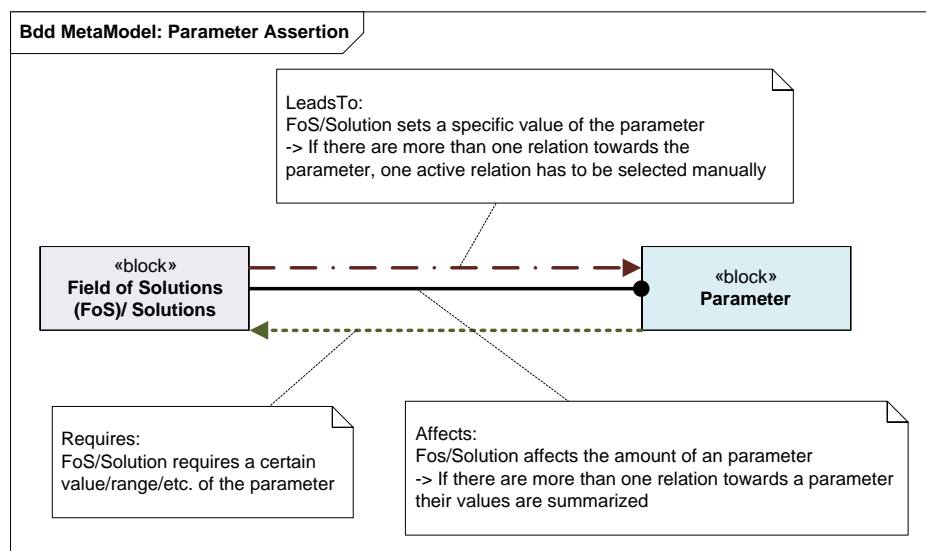 Bdd MetaModel: Parameter Assertion
LeadsTo:
FoS/Solution sets a specific value of the parameter
-> If there are more than one relation towards the
parameter, one active relation has to be selected manually
«block»
Field of Solutions
(FoS)/ Solutions
«block»
Parameter
Requires:
FoS/Solution requires a certain
value/range/etc. of the parameter
Affects:
Fos/Solution affects the amount of an parameter
-> If there are more than one relation towards a parameter
their values are summarized